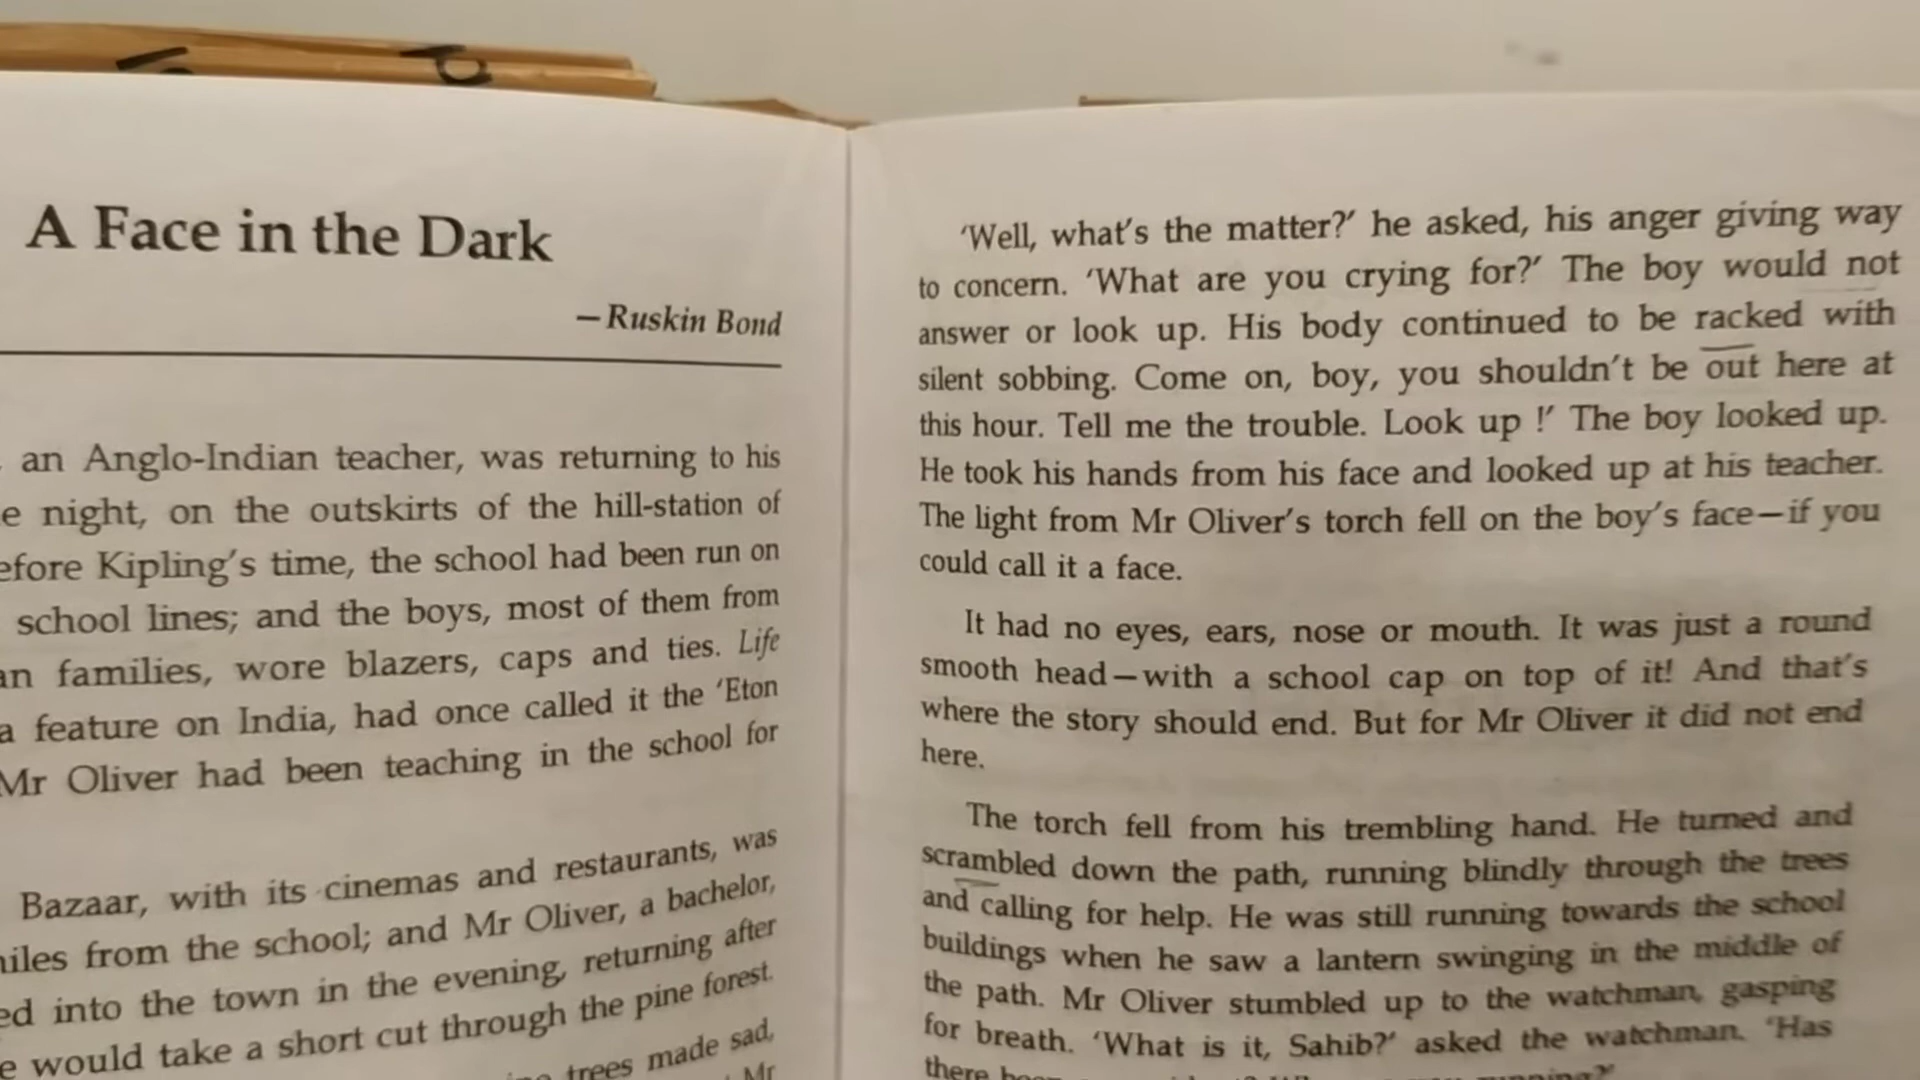 A Face in the Dark
—Ruskin Bond
an Anglo-Indian teacher, was returning to his
night, on the outskirts of the hill-station of
Kipling's time, the school had been run on
school lines; and the boys, most of them from
families, wore blazers, caps and ties. Life
a feature on India, had once called it the 'Eton
Mr Oliver had been teaching in the school for
Bazaar, with its cinemas and restaurants, was
from the school; and Mr Oliver, a bachelor,
into the town in the evening, returning after
would take a short cut through the pine forest.
trees made sad,
Mr
'Well, what's the matter?' he asked, his anger giving way
to concern. 'What are you crying for?' The boy would not
answer or look up. His body continued to be racked with
silent sobbing. Come on, boy, you shouldn't be out here at
this hour. Tell me the trouble. Look up !' The boy looked up.
He took his hands from his face and looked up at his teacher.
The light from Mr Oliver's torch fell on the boy's face—if you
could call it a face.
It had no eyes, ears, nose or mouth. It was just a round
smooth head—with a school cap on top of it! And that's
where the story should end. But for Mr Oliver it did not end
here.
The torch fell from his trembling hand. He turned and
scrambled down the path, running blindly through the trees
and calling for help. He was still running towards the school
buildings when he saw a lantern swinging in the middle of
the path. Mr Oliver stumbled up to the watchman, gasping
for breath. 'What is it, Sahib?' asked the watchman. 'Has
there